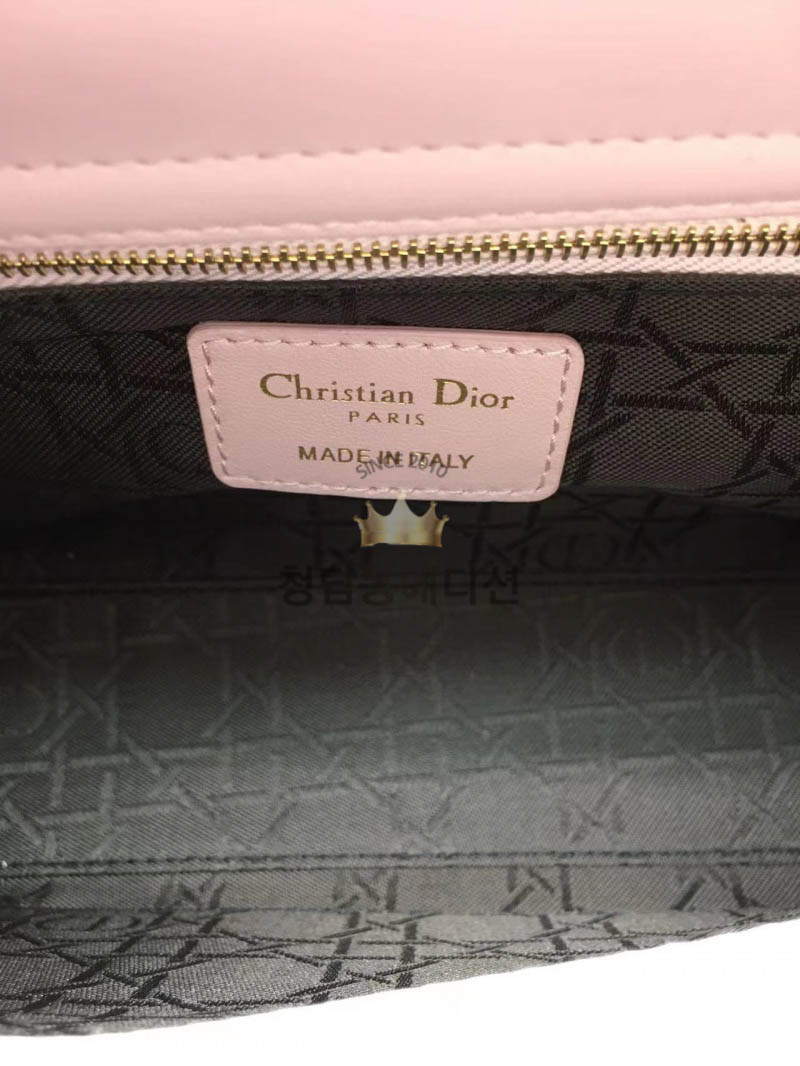 Christian Dior
PARIS
MADE IN ITALY
SINCE 2010